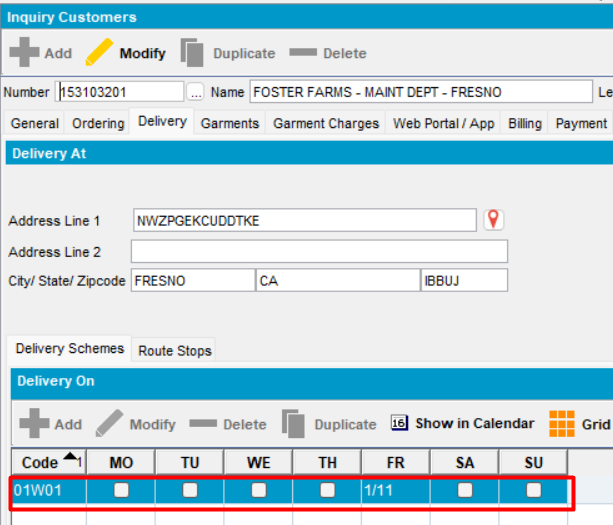 Inquiry Customers
Add Modify Duplicate Delete
Number 153103201 ... Name FOSTER FARMS - MAINT DEPT - FRESNO Le
General Ordering Delivery Garments Garment Charges Web Portal / App Billing Payment
Delivery At
Address Line 1 NWZPGEKCUDDTKE
Address Line 2
City/ State/ Zipcode FRESNO CA IBBUJ
Delivery Schemes Route Stops
Delivery On
Add Modify Delete Duplicate 16 Show in Calendar Grid
Code 1 MO TU WE TH FR SA SU
01W01 1/11